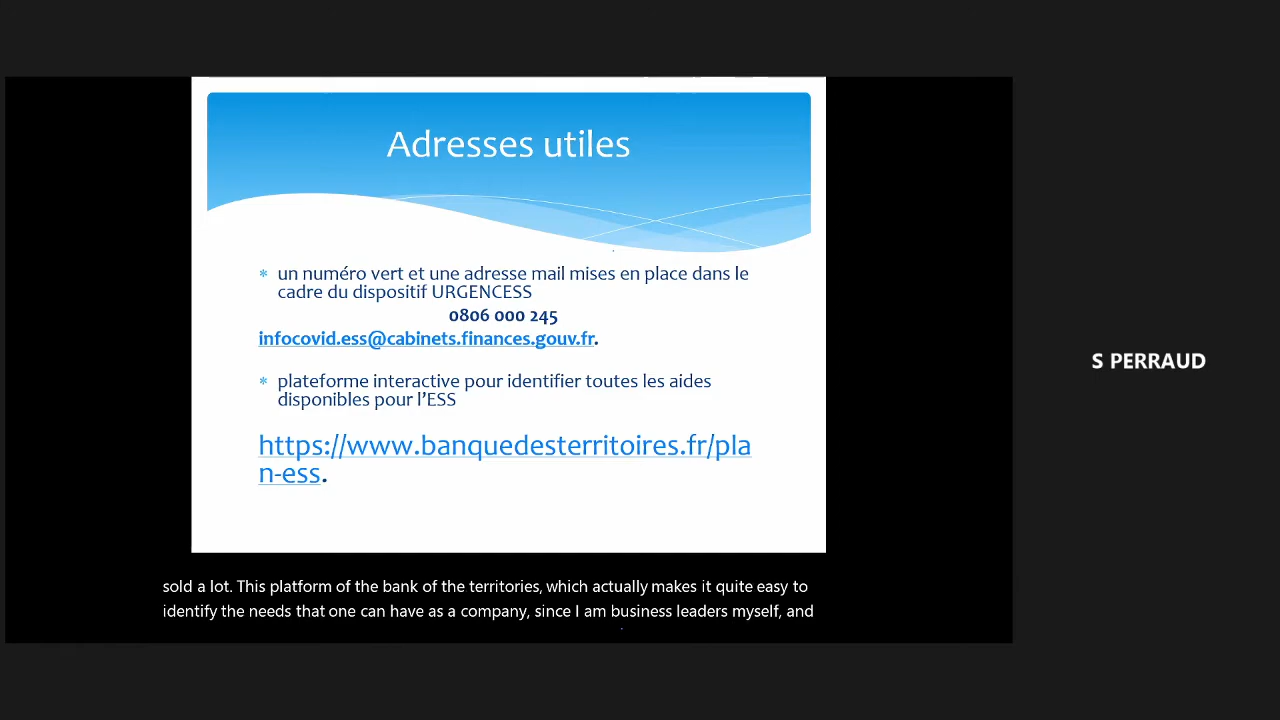 Adresses utiles
* un numéro vert et une adresse mail mises en place dans le
cadre du dispositif URGENCESS
0806 000 245
infocovid.ess@cabinets.finances.gouv.fr.
* plateforme interactive pour identifier toutes les aides
disponibles pour l’ESS
https://www.banquedesterritoires.fr/pla
n-ess.
S PERRAUD
sold a lot. This platform of the bank of the territories, which actually makes it quite easy to
identify the needs that one can have as a company, since I am business leaders myself, and